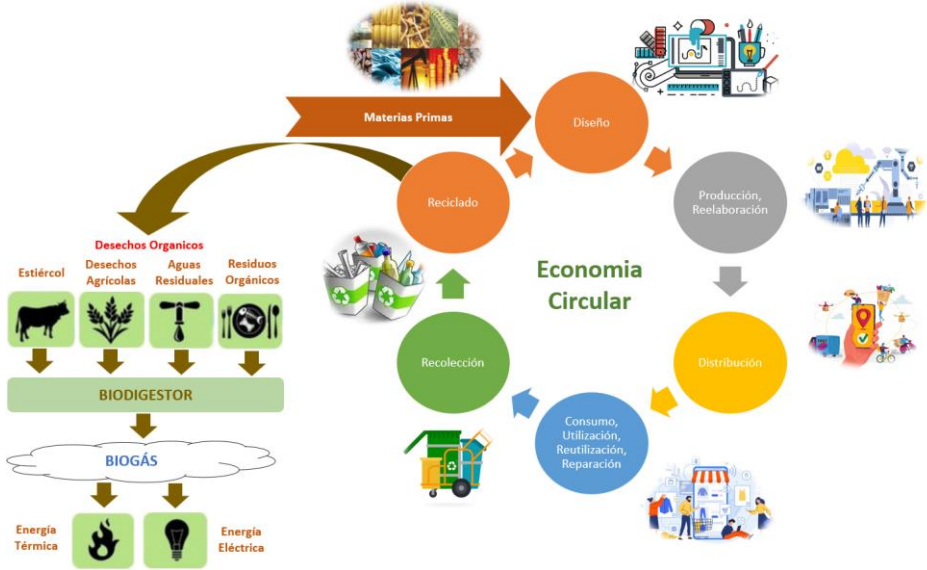 Materias Primas
Diseño
Reciclado
Producción,
Reelaboración
Desechos Organicos
Estiércol
Desechos
Agrícolas
Aguas
Residuales
Residuos
Orgánicos
Economia
Circular
Recolección
Distribución
BIODIGESTOR
Consumo,
Utilización,
Reutilización,
Reparación
BIOGÁS
Energía
Térmica
Energía
Eléctrica